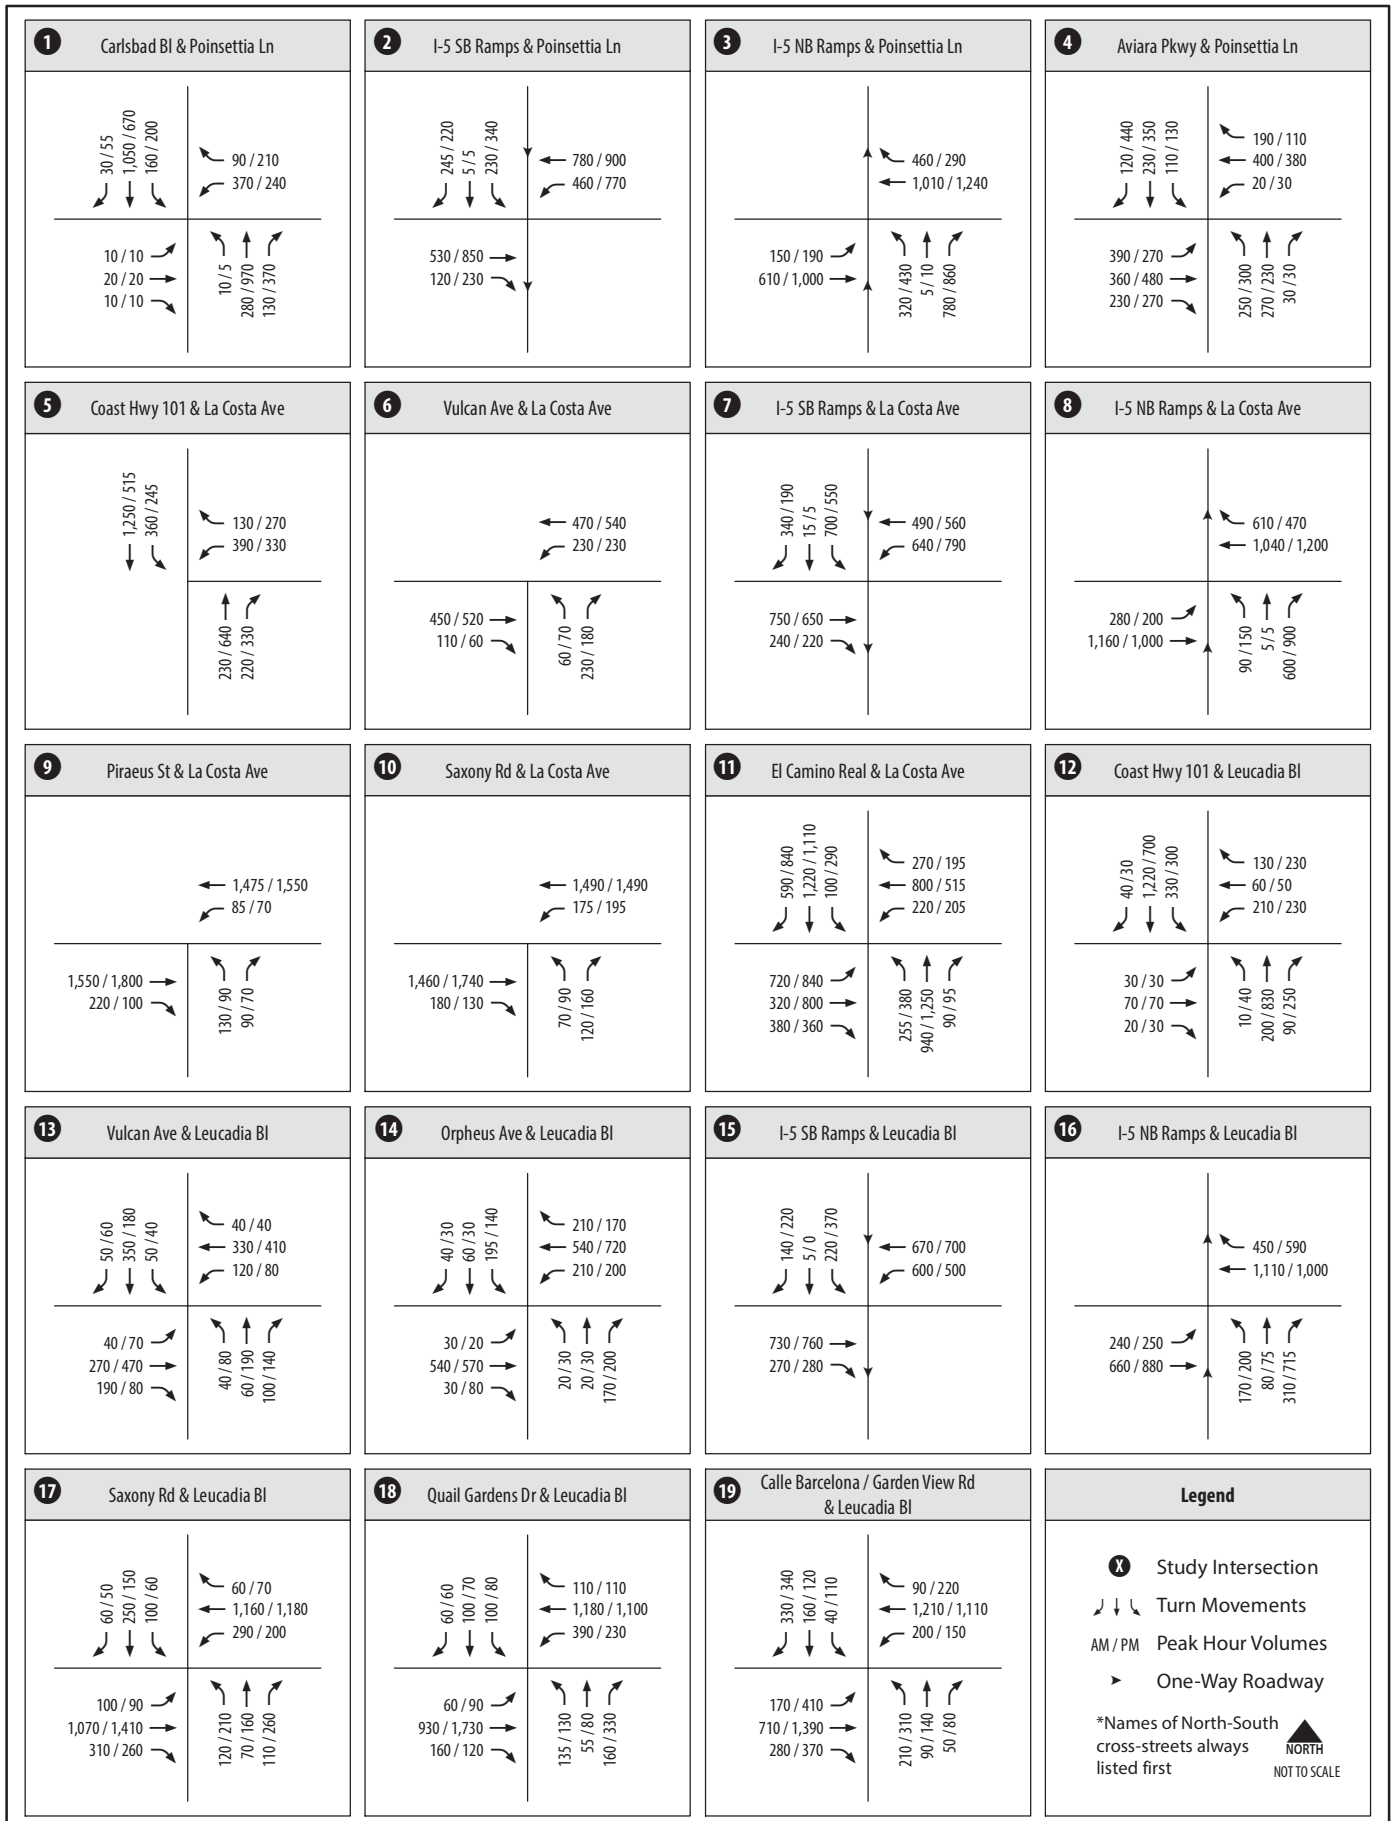 1
Carlsbad Bl & Poinsettia Ln
30 / 55
1,050 / 670
160 / 200
90 / 210
370 / 240
10 / 10
20 / 20
10 / 10
10 / 5
280 / 970
130 / 370
2
I-5 SB Ramps & Poinsettia Ln
245 / 220
5 / 5
230 / 340
780 / 900
460 / 770
530 / 850
120 / 230
3
I-5 NB Ramps & Poinsettia Ln
460 / 290
1,010 / 1,240
150 / 190
610 / 1,000
320 / 430
5 / 10
780 / 860
4
Aviara Pkwy & Poinsettia Ln
120 / 440
230 / 350
110 / 130
190 / 110
400 / 380
20 / 30
390 / 270
360 / 480
230 / 270
250 / 300
270 / 230
30 / 30
5
Coast Hwy 101 & La Costa Ave
1,250 / 515
360 / 245
130 / 270
390 / 330
230 / 640
220 / 330
6
Vulcan Ave & La Costa Ave
470 / 540
230 / 230
450 / 520
110 / 60
60 / 70
230 / 180
7
I-5 SB Ramps & La Costa Ave
340 / 190
15 / 5
700 / 550
490 / 560
640 / 790
750 / 650
240 / 220
8
I-5 NB Ramps & La Costa Ave
610 / 470
1,040 / 1,200
280 / 200
1,160 / 1,000
90 / 150
5 / 5
600 / 900
9
Piraeus St & La Costa Ave
1,475 / 1,550
85 / 70
1,550 / 1,800
220 / 100
130 / 90
90 / 70
10
Saxony Rd & La Costa Ave
1,490 / 1,490
175 / 195
1,460 / 1,740
180 / 130
70 / 90
120 / 160
11
El Camino Real & La Costa Ave
590 / 840
1,220 / 1,110
100 / 290
270 / 195
800 / 515
220 / 205
720 / 840
320 / 800
380 / 360
255 / 380
940 / 1,250
90 / 95
12
Coast Hwy 101 & Leucadia Bl
40 / 30
1,220 / 700
330 / 300
130 / 230
60 / 50
210 / 230
30 / 30
70 / 70
20 / 30
10 / 40
200 / 830
90 / 250
13
Vulcan Ave & Leucadia Bl
50 / 60
350 / 180
50 / 40
40 / 40
330 / 410
120 / 80
40 / 70
270 / 470
190 / 80
40 / 80
60 / 190
100 / 140
14
Orpheus Ave & Leucadia Bl
40 / 30
60 / 30
195 / 140
210 / 170
540 / 720
210 / 200
30 / 20
540 / 570
30 / 80
20 / 30
20 / 30
170 / 200
15
I-5 SB Ramps & Leucadia Bl
140 / 220
5 / 0
220 / 370
670 / 700
600 / 500
730 / 760
270 / 280
16
I-5 NB Ramps & Leucadia Bl
450 / 590
1,110 / 1,000
240 / 250
660 / 880
170 / 200
80 / 75
310 / 715
17
Saxony Rd & Leucadia Bl
60 / 50
250 / 150
100 / 60
60 / 70
1,160 / 1,180
290 / 200
100 / 90
1,070 / 1,410
310 / 260
120 / 210
70 / 160
110 / 260
18
Quail Gardens Dr & Leucadia Bl
60 / 60
100 / 70
100 / 80
110 / 110
1,180 / 1,100
390 / 230
60 / 90
930 / 1,730
160 / 120
135 / 130
55 / 80
160 / 330
19
Calle Barcelona / Garden View Rd
& Leucadia Bl
330 / 340
160 / 120
40 / 110
90 / 220
1,210 / 1,110
200 / 150
170 / 410
710 / 1,390
280 / 370
210 / 310
90 / 140
50 / 80
Legend
X Study Intersection
Turn Movements
AM / PM Peak Hour Volumes
One-Way Roadway
*Names of North-South
cross-streets always
listed first
NORTH
NOT TO SCALE